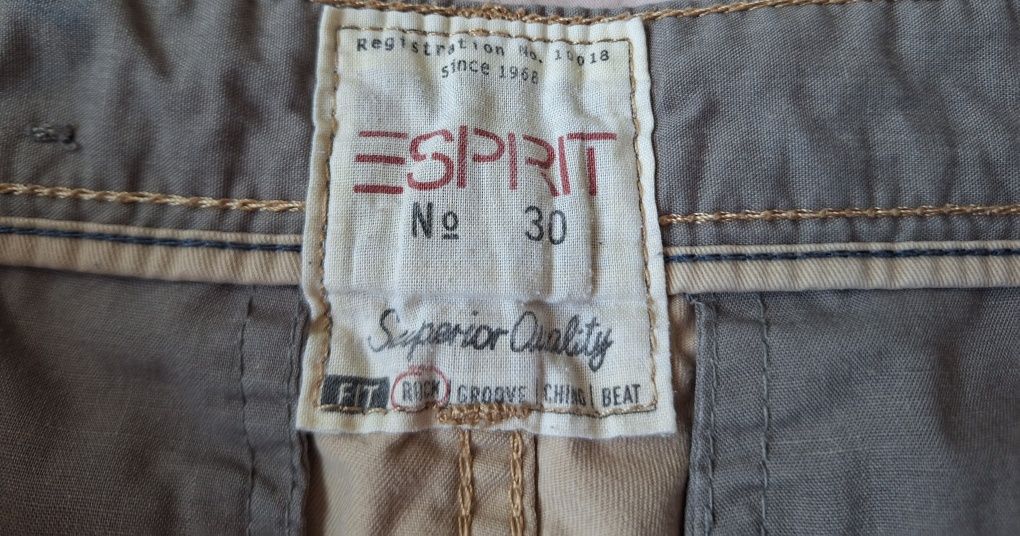 Registration No. 10018
Since 1968
ESPRIT
Nº 30
Superior Quality
FIT ROCK GROOVE CHINO BEAT